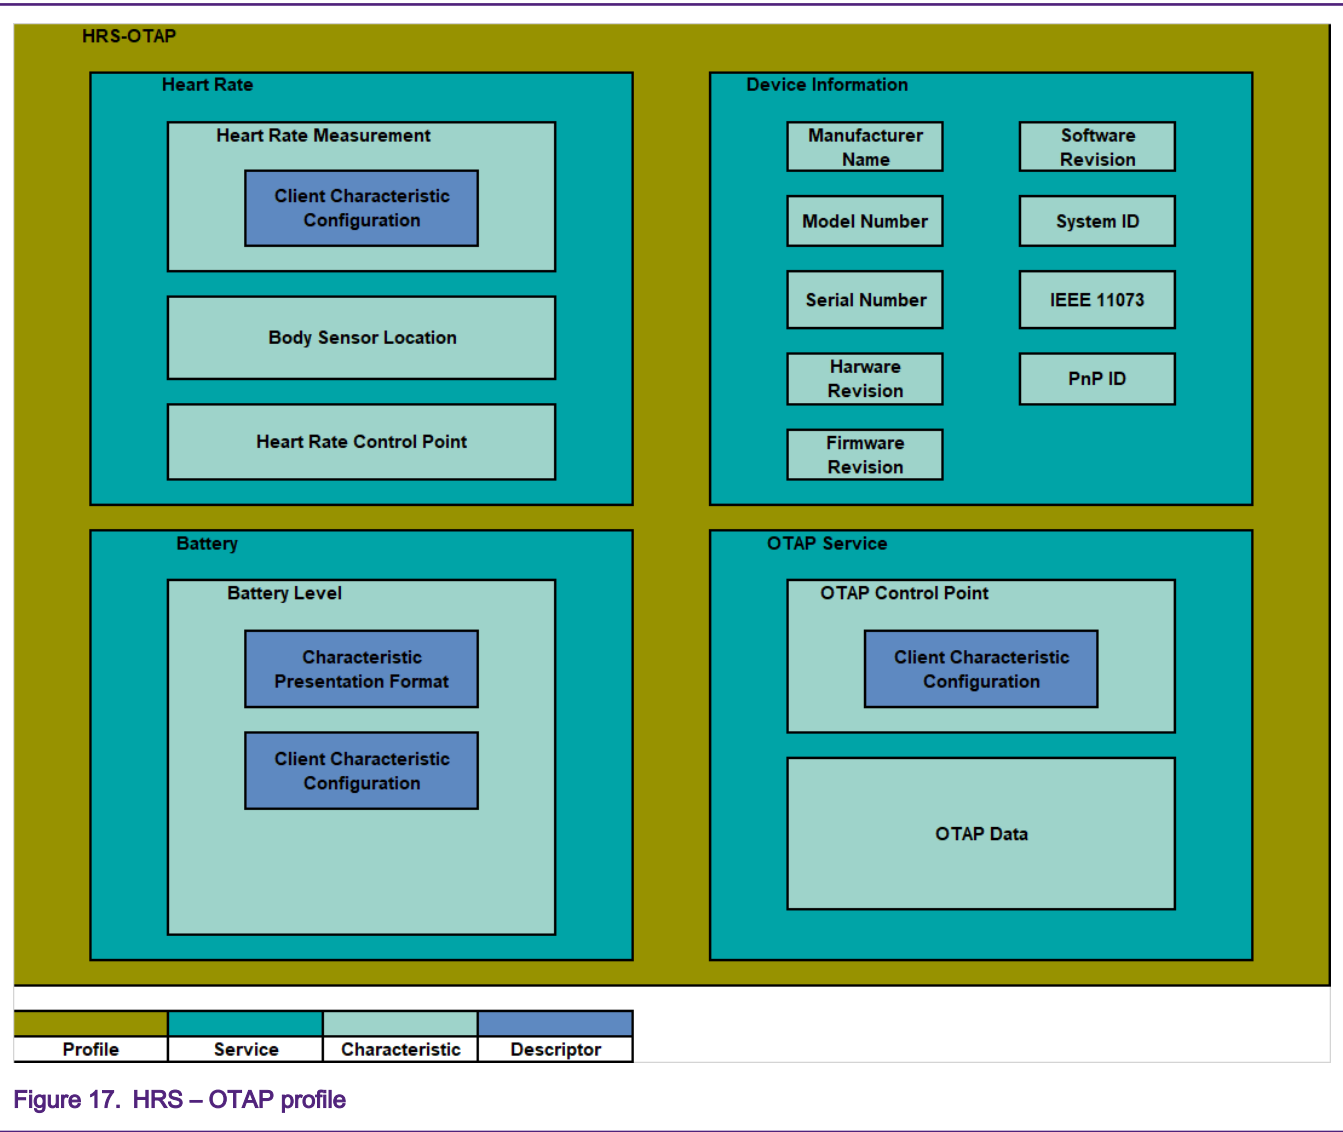 HRS-OTAP
Heart Rate
Heart Rate Measurement
Client Characteristic
Configuration
Body Sensor Location
Heart Rate Control Point
Device Information
Manufacturer
Name
Model Number
Serial Number
Harware
Revision
Firmware
Revision
Software
Revision
System ID
IEEE 11073
PnP ID
Battery
Battery Level
Characteristic
Presentation Format
Client Characteristic
Configuration
OTAP Service
OTAP Control Point
Client Characteristic
Configuration
OTAP Data
Profile
Service
Characteristic
Descriptor
Figure 17. HRS – OTAP profile